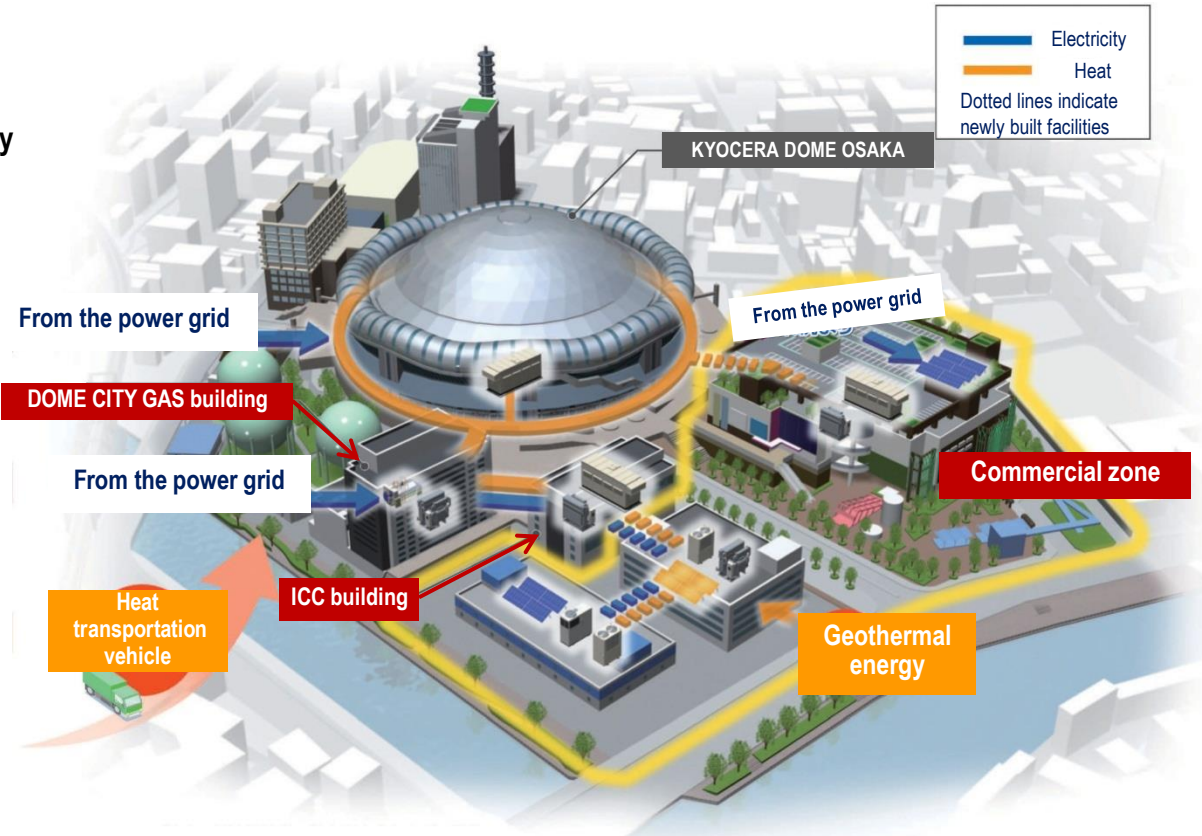 Electricity
Heat
Dotted lines indicate
newly built facilities
y
KYOCERA DOME OSAKA
From the power grid
From the power grid
DOME CITY GAS building
From the power grid
Commercial zone
ICC building
Heat
transportation
vehicle
Geothermal
energy